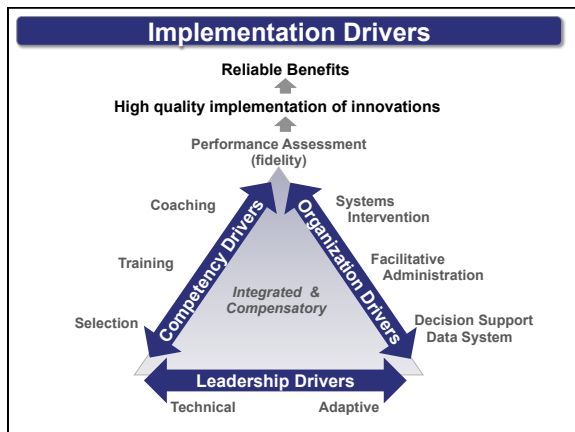 Implementation Drivers
Reliable Benefits
High quality implementation of innovations
Performance Assessment
(fidelity)
Coaching
Training
Selection
Competency Drivers
Integrated &
Compensatory
Organization Drivers
Systems
Intervention
Facilitative
Administration
Decision Support
Data System
Leadership Drivers
Technical
Adaptive